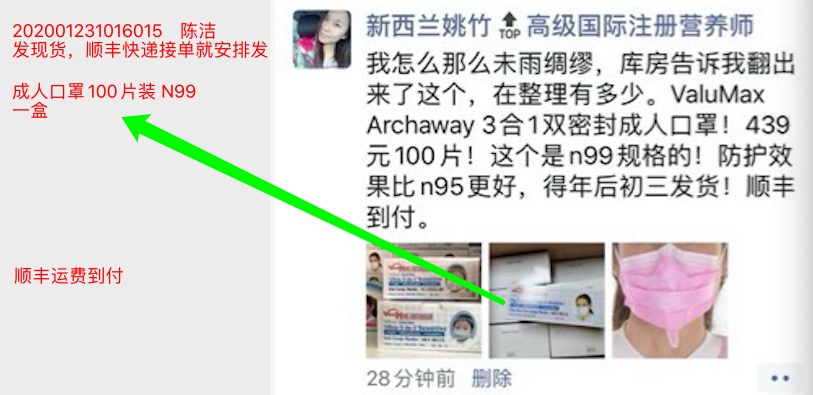 202001231016015 陈洁
发现货，顺丰快递接单就安排发
成人口罩100片装 N99
一盒
顺丰运费到付
新西兰姚竹 TOP 高级国际注册营养师
我怎么那么未雨绸缪，库房告诉我翻出
来了这个，在整理有多少。ValuMax
Archaway 3合1双密封成人口罩！439
元100片！这个是n99规格的！防护效
果比n95更好，得年后初三发货！顺丰
到付。
28分钟前 删除